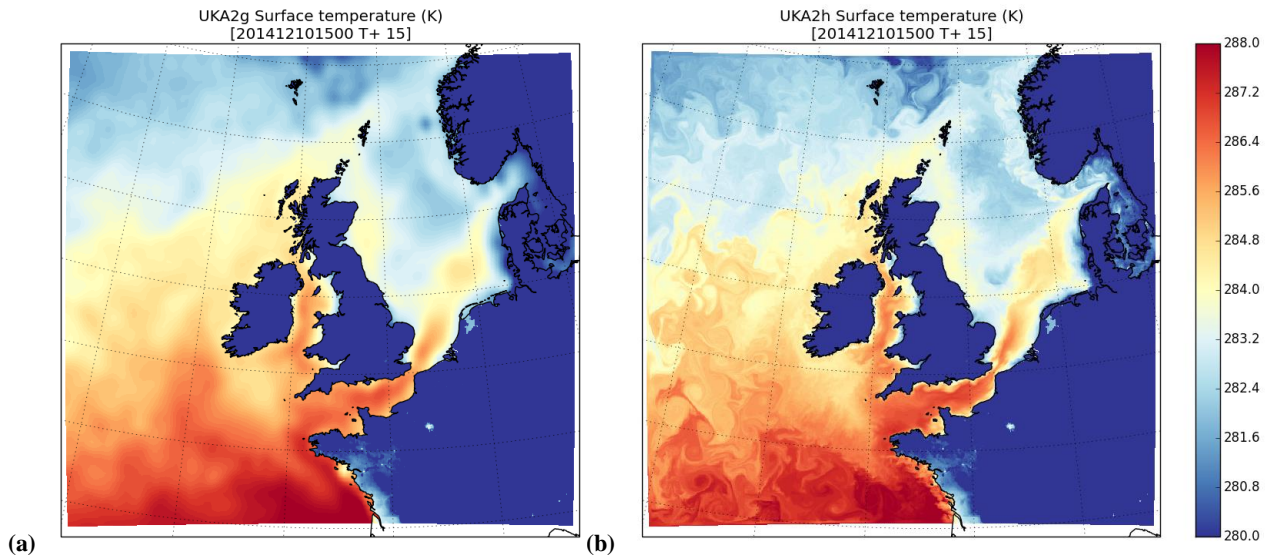 UKA2g Surface temperature (K)
[201412101500 T+ 15]
UKA2h Surface temperature (K)
[201412101500 T+ 15]
288.0
287.2
286.4
285.6
284.8
284.0
283.2
282.4
281.6
280.8
280.0
(a)
(b)